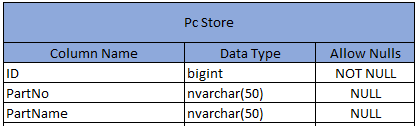 Pc Store
Column Name Data Type Allow Nulls
ID bigint NOT NULL
PartNo nvarchar(50) NULL
PartName nvarchar(50) NULL